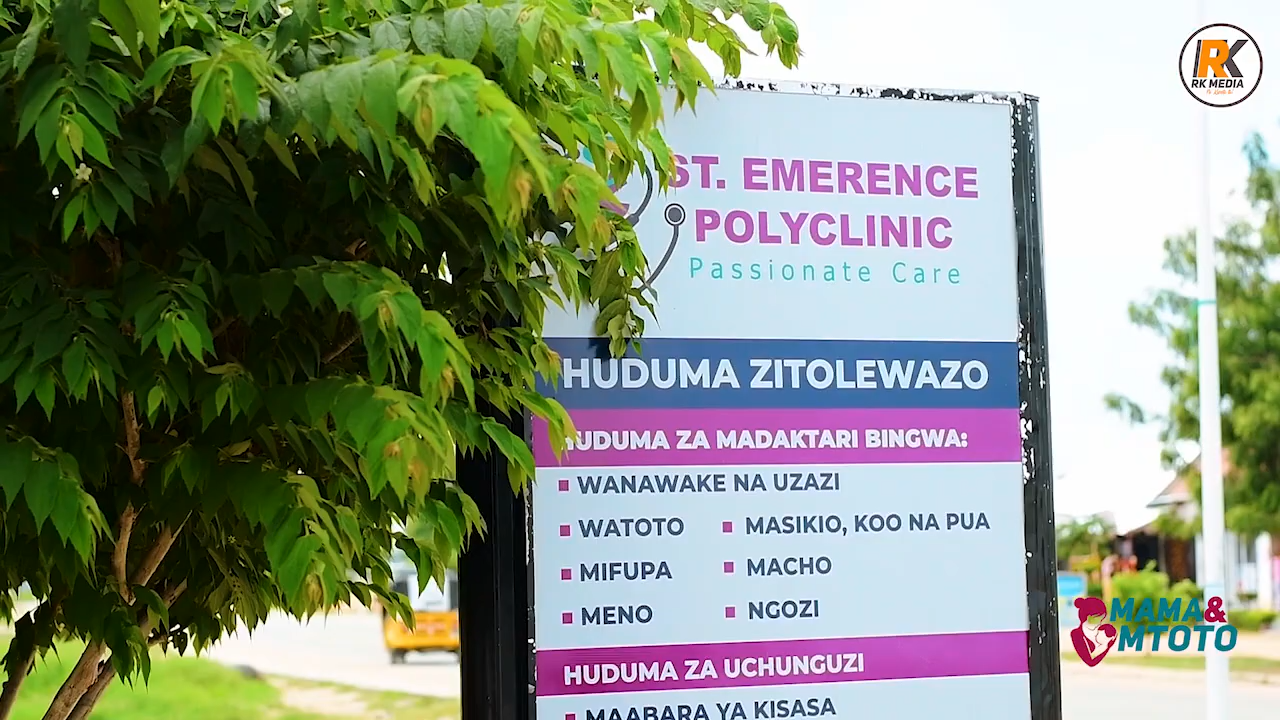 RK
RK MEDIA
ST. EMERENCE
POLYCLINIC
Passionate Care
HUDUMA ZITOLEWAZO
HUDUMA ZA MADAKTARI BINGWA:
WANAWAKE NA UZAZI
WATOTO
MASIKIO, KOO NA PUA
MIFUPA
MACHO
MENO
NGOZI
HUDUMA ZA UCHUNGUZI
MAABARA YA KISASA
MAMA&
MTOTO